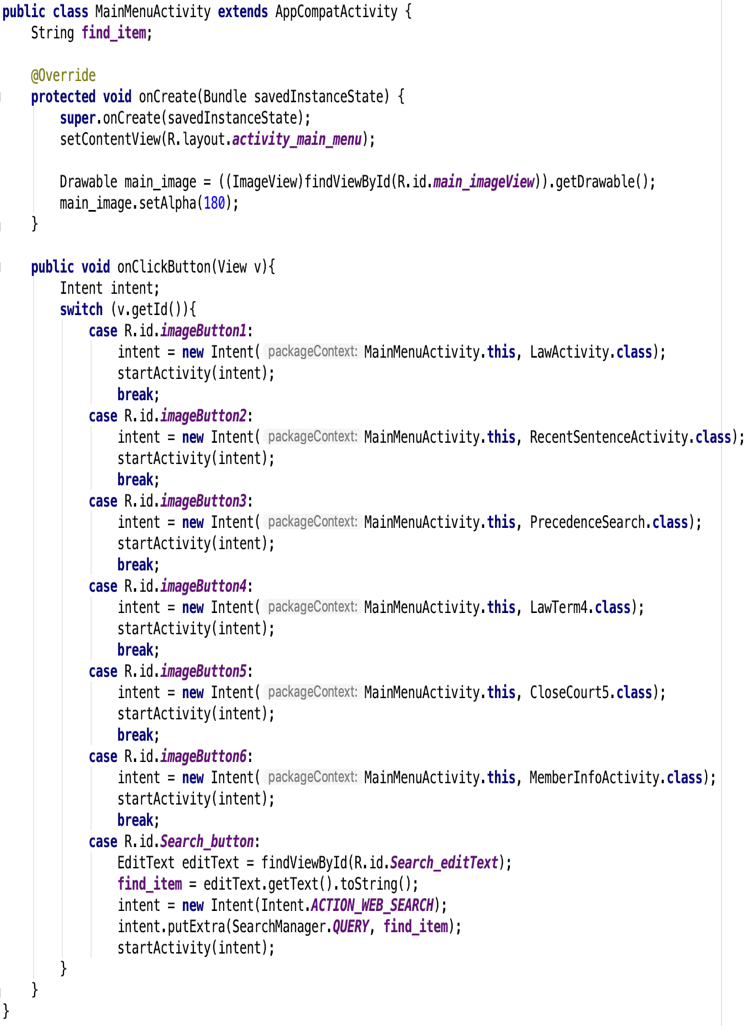 public class MainMenuActivity extends AppCompatActivity {
    String find_item;

    @Override
    protected void onCreate(Bundle savedInstanceState) {
        super.onCreate(savedInstanceState);
        setContentView(R.layout.activity_main_menu);

        Drawable main_image = ((ImageView)findViewById(R.id.main_imageView)).getDrawable();
        main_image.setAlpha(180);
    }

    public void onClickButton(View v){
        Intent intent;
        switch (v.getId()){
            case R.id.imageButton1:
                intent = new Intent( packageContext: MainMenuActivity.this, LawActivity.class);
                startActivity(intent);
                break;
            case R.id.imageButton2:
                intent = new Intent( packageContext: MainMenuActivity.this, RecentSentenceActivity.class);
                startActivity(intent);
                break;
            case R.id.imageButton3:
                intent = new Intent( packageContext: MainMenuActivity.this, PrecedenceSearch.class);
                startActivity(intent);
                break;
            case R.id.imageButton4:
                intent = new Intent( packageContext: MainMenuActivity.this, LawTerm4.class);
                startActivity(intent);
                break;
            case R.id.imageButton5:
                intent = new Intent( packageContext: MainMenuActivity.this, CloseCourt5.class);
                startActivity(intent);
                break;
            case R.id.imageButton6:
                intent = new Intent( packageContext: MainMenuActivity.this, MemberInfoActivity.class);
                startActivity(intent);
                break;
            case R.id.Search_button:
                EditText editText = findViewById(R.id.Search_editText);
                find_item = editText.getText().toString();
                intent = new Intent(Intent.ACTION_WEB_SEARCH);
                intent.putExtra(SearchManager.QUERY, find_item);
                startActivity(intent);
        }
    }
}